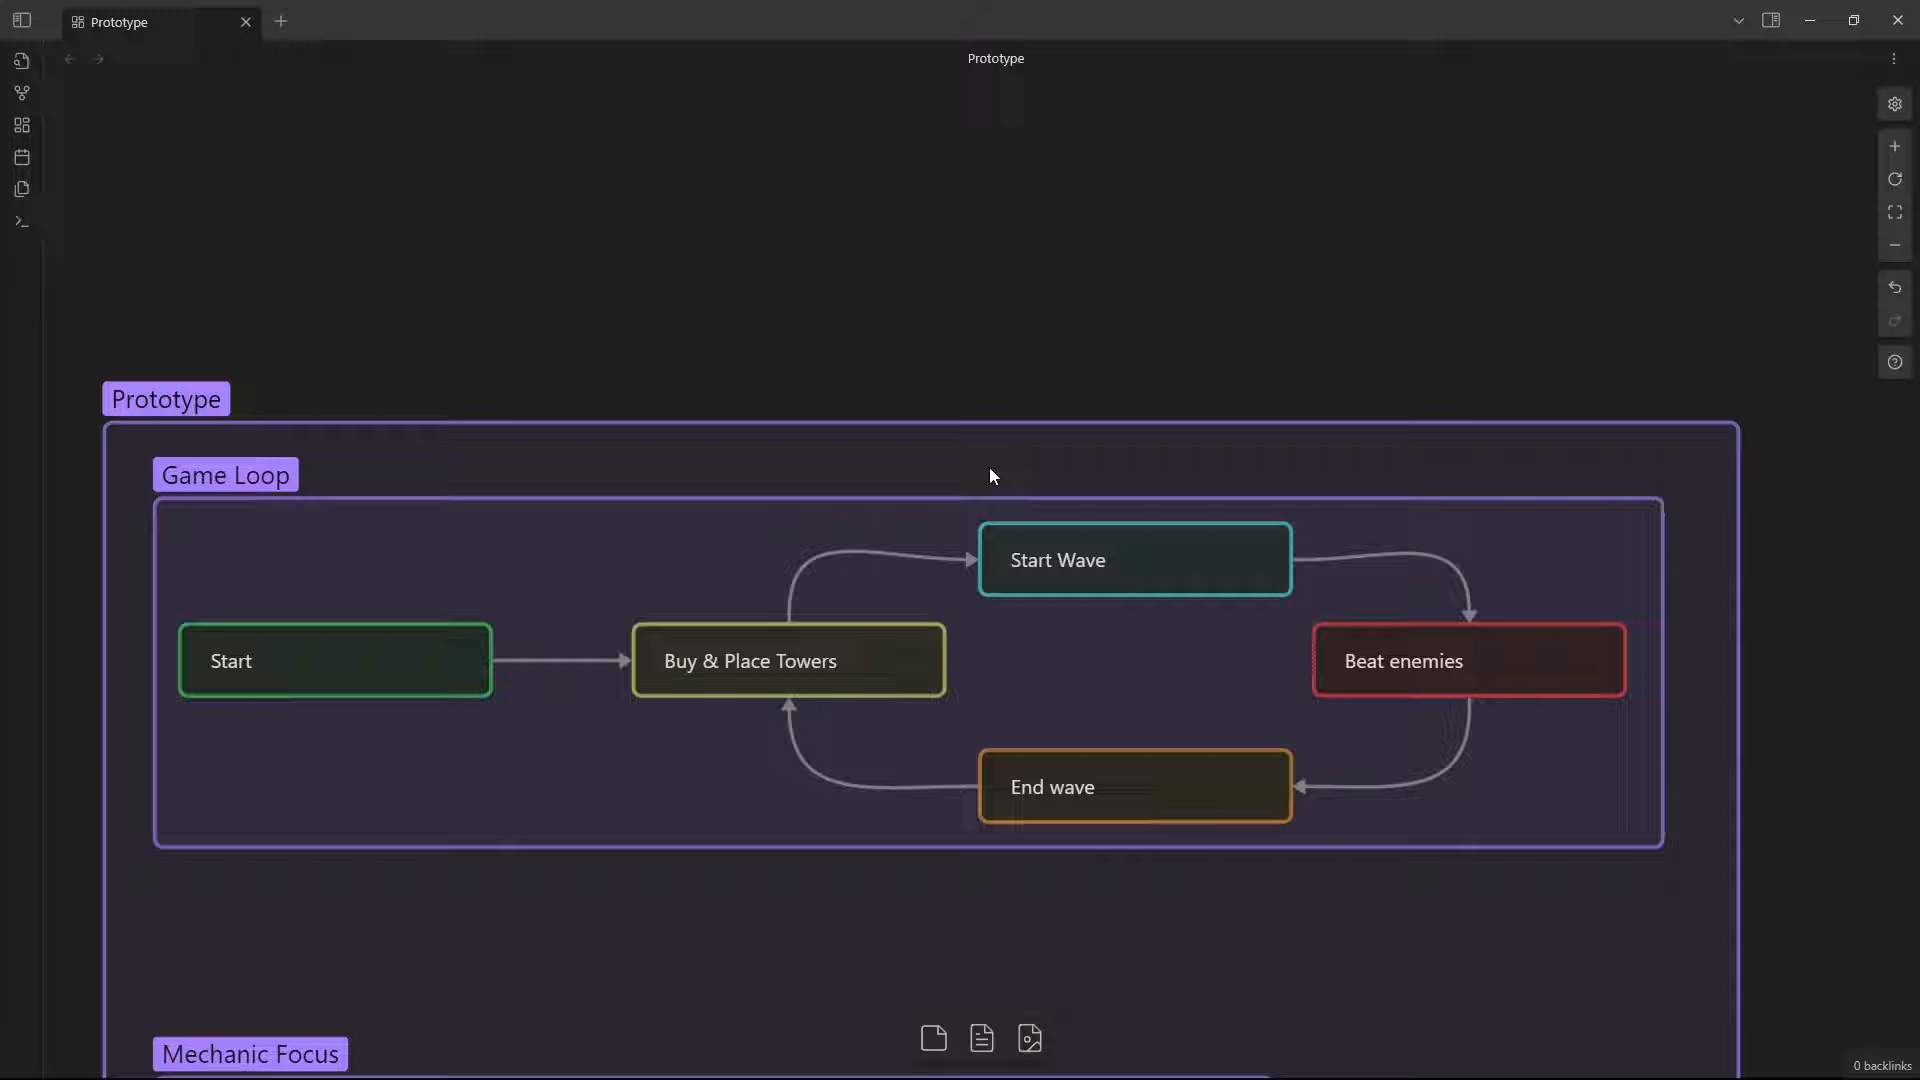 Prototype
Prototype
Prototype
Game Loop
Start Wave
Start
Buy & Place Towers
Beat enemies
End wave
Mechanic Focus
0 backlinks